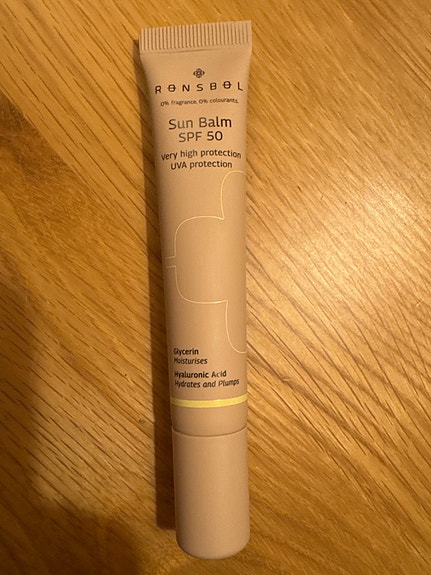 RONSBOL
0% fragrance, 0% colourants.
Sun Balm
SPF 50
Very high protection
UVA protection
Glycerin
Moisturises
Hyaluronic Acid
Hydrates and Plumps